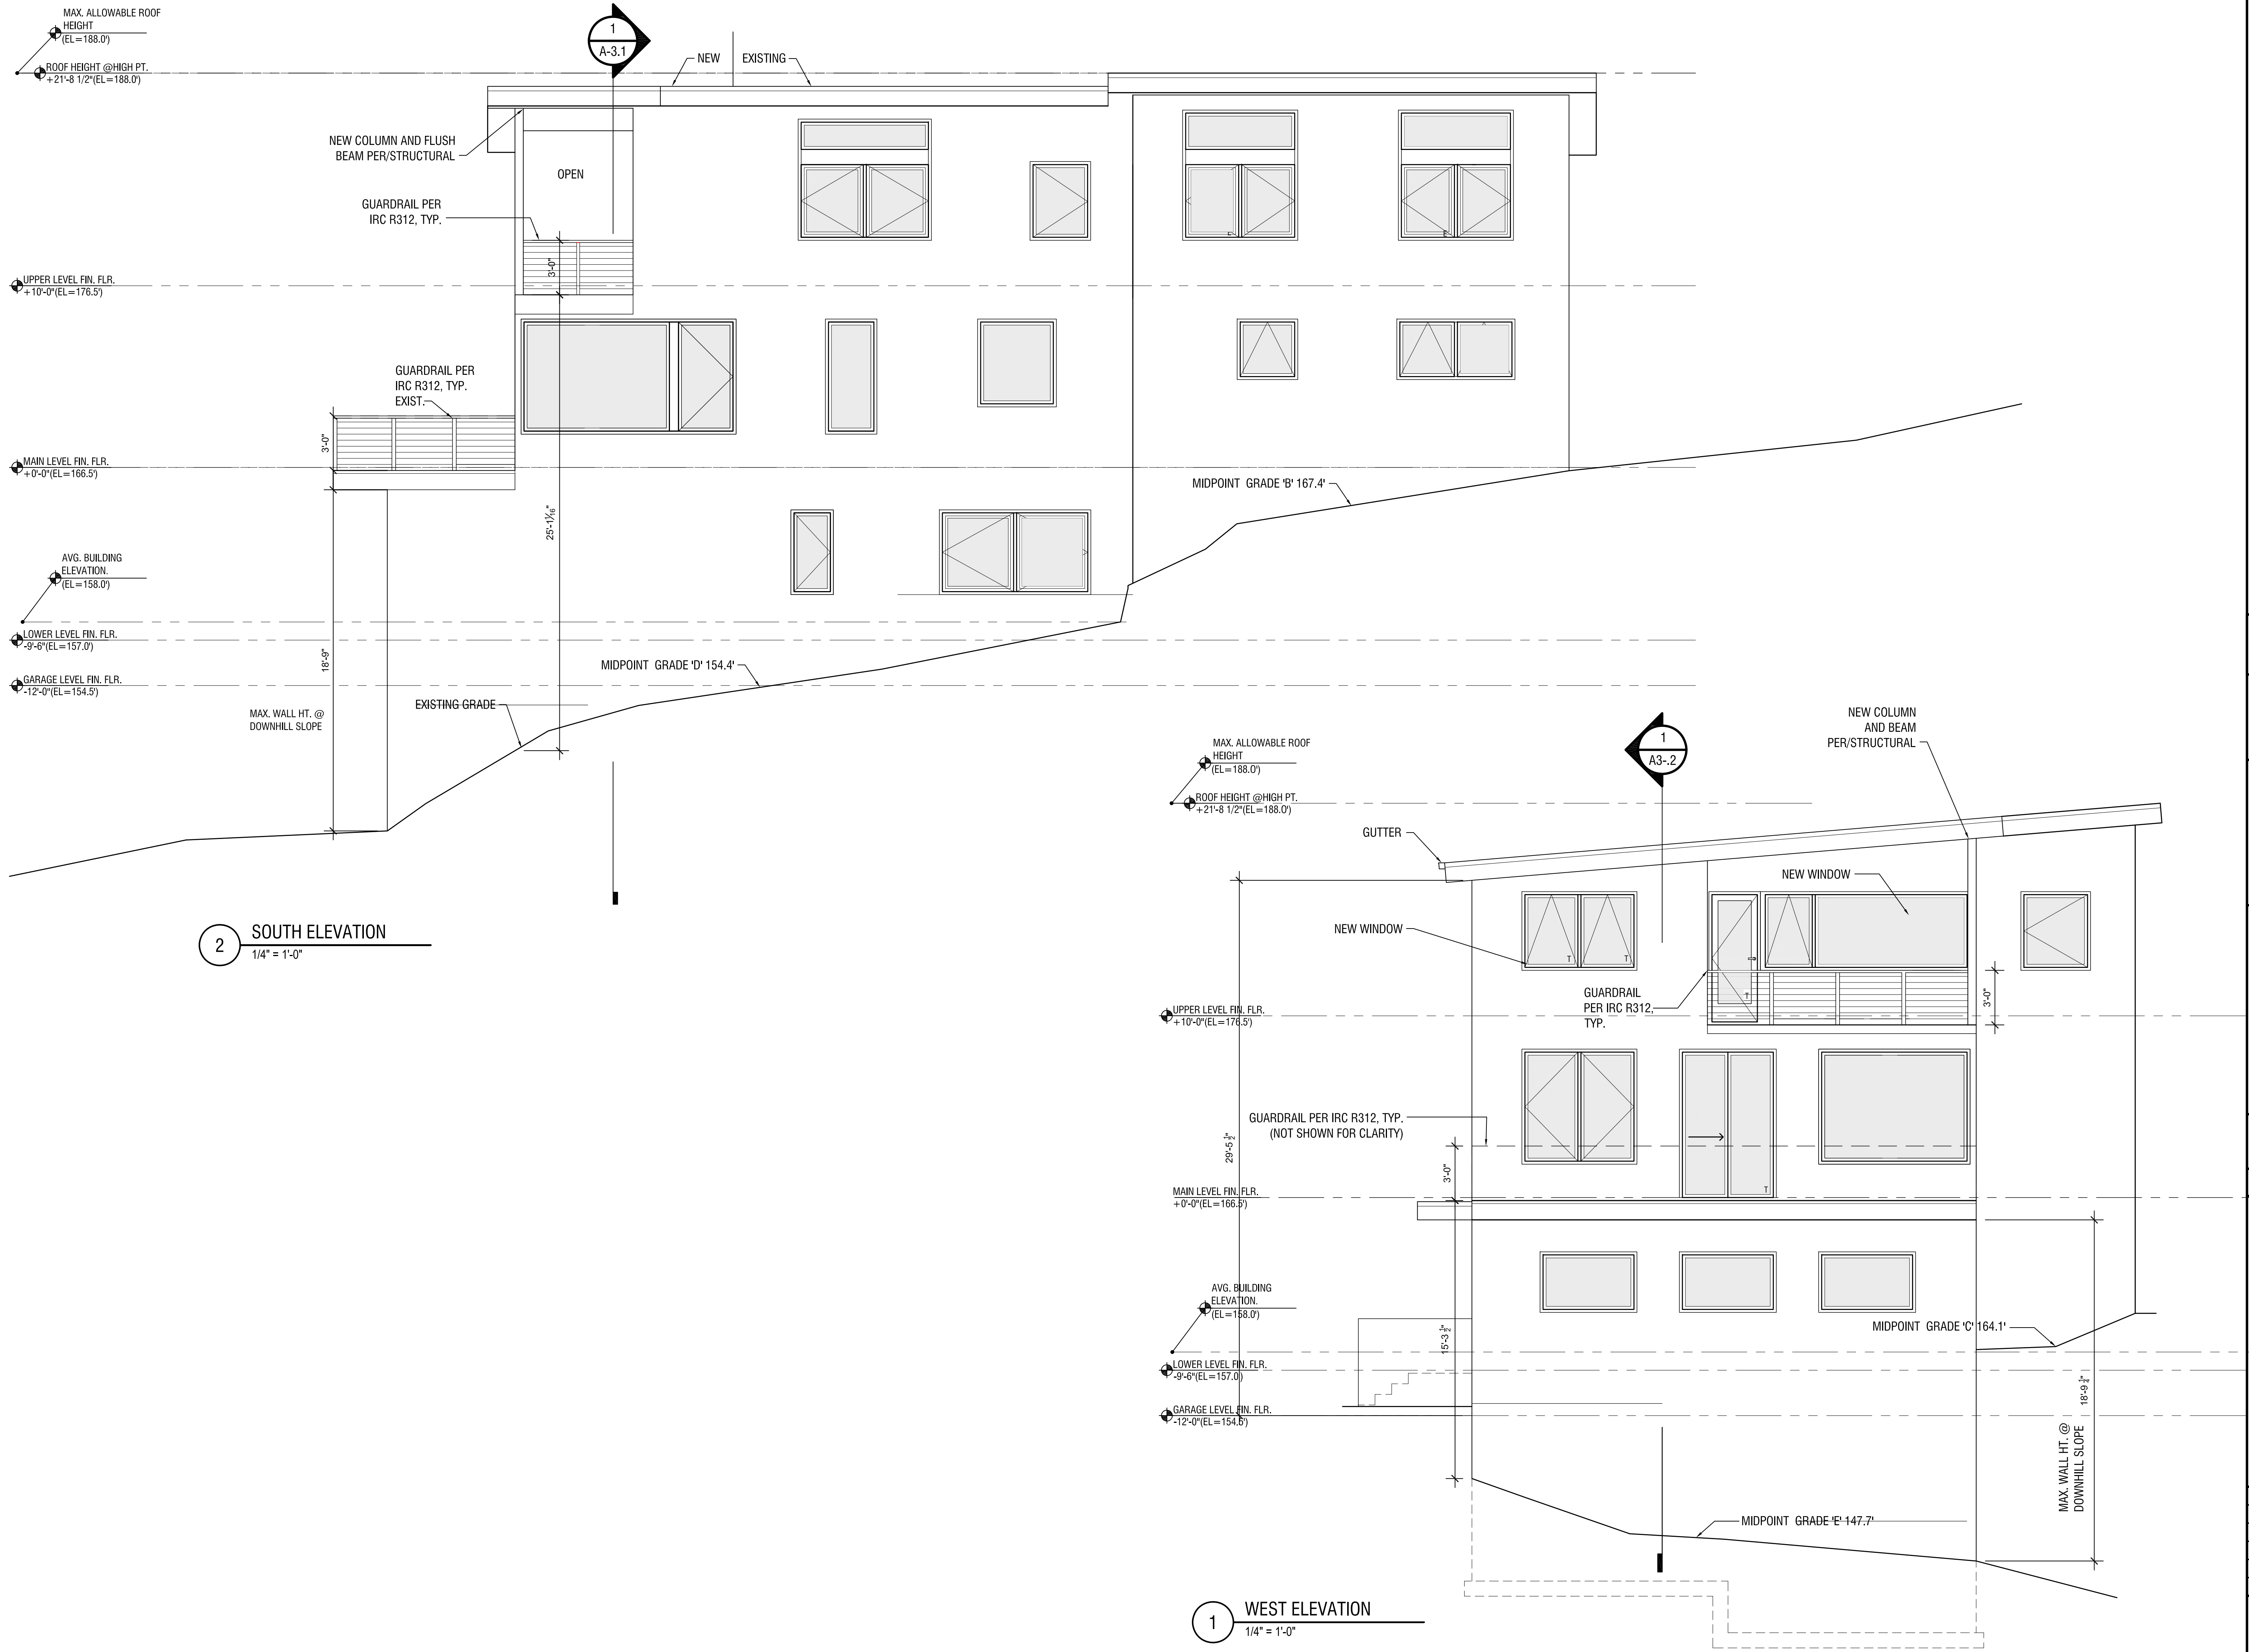 MAX. ALLOWABLE ROOF
HEIGHT
(EL=188.0')
ROOF HEIGHT @HIGH PT.
+21'-8 1/2"(EL=188.0')
1
A-3.1
NEW
EXISTING
NEW COLUMN AND FLUSH
BEAM PER/STRUCTURAL
OPEN
GUARDRAIL PER
IRC R312, TYP.
3'-0"
E
E
UPPER LEVEL FIN. FLR.
+10'-0"(EL=176.5')
GUARDRAIL PER
IRC R312, TYP.
EXIST.
3'-0"
MAIN LEVEL FIN. FLR.
+0'-0"(EL=166.5')
MIDPOINT GRADE 'B' 167.4'
25'-1 1/16"
AVG. BUILDING
ELEVATION.
(EL=158.0')
LOWER LEVEL FIN. FLR.
-9'-6"(EL=157.0')
18'-9"
MIDPOINT GRADE 'D' 154.4'
GARAGE LEVEL FIN. FLR.
-12'-0"(EL=154.5')
EXISTING GRADE
MAX. WALL HT. @
DOWNHILL SLOPE
2
SOUTH ELEVATION
1/4" = 1'-0"
MAX. ALLOWABLE ROOF
HEIGHT
(EL=188.0')
ROOF HEIGHT @HIGH PT.
+21'-8 1/2"(EL=188.0')
1
A3-.2
NEW COLUMN
AND BEAM
PER/STRUCTURAL
GUTTER
NEW WINDOW
NEW WINDOW
T
T
T
GUARDRAIL
PER IRC R312,
TYP.
3'-0"
UPPER LEVEL FIN. FLR.
+10'-0"(EL=176.5')
GUARDRAIL PER IRC R312, TYP.
(NOT SHOWN FOR CLARITY)
29'-5 1/2"
3'-0"
T
MAIN LEVEL FIN. FLR.
+0'-0"(EL=166.5')
AVG. BUILDING
ELEVATION.
(EL=158.0')
15'-3 1/2"
MIDPOINT GRADE 'C' 164.1'
LOWER LEVEL FIN. FLR.
-9'-6"(EL=157.0')
GARAGE LEVEL FIN. FLR.
-12'-0"(EL=154.5')
18'-9 1/4"
MAX. WALL HT. @
DOWNHILL SLOPE
MIDPOINT GRADE 'E' 147.7'
1
WEST ELEVATION
1/4" = 1'-0"